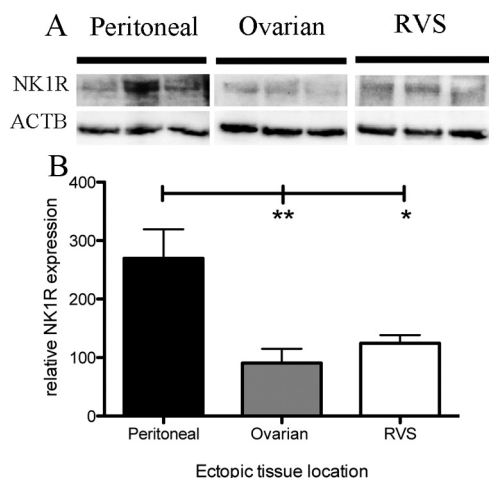 A Peritoneal Ovarian RVS
NK1R
ACTB
B
400
300
200
100
0
relative NK1R expression
** *
Peritoneal Ovarian RVS
Ectopic tissue location